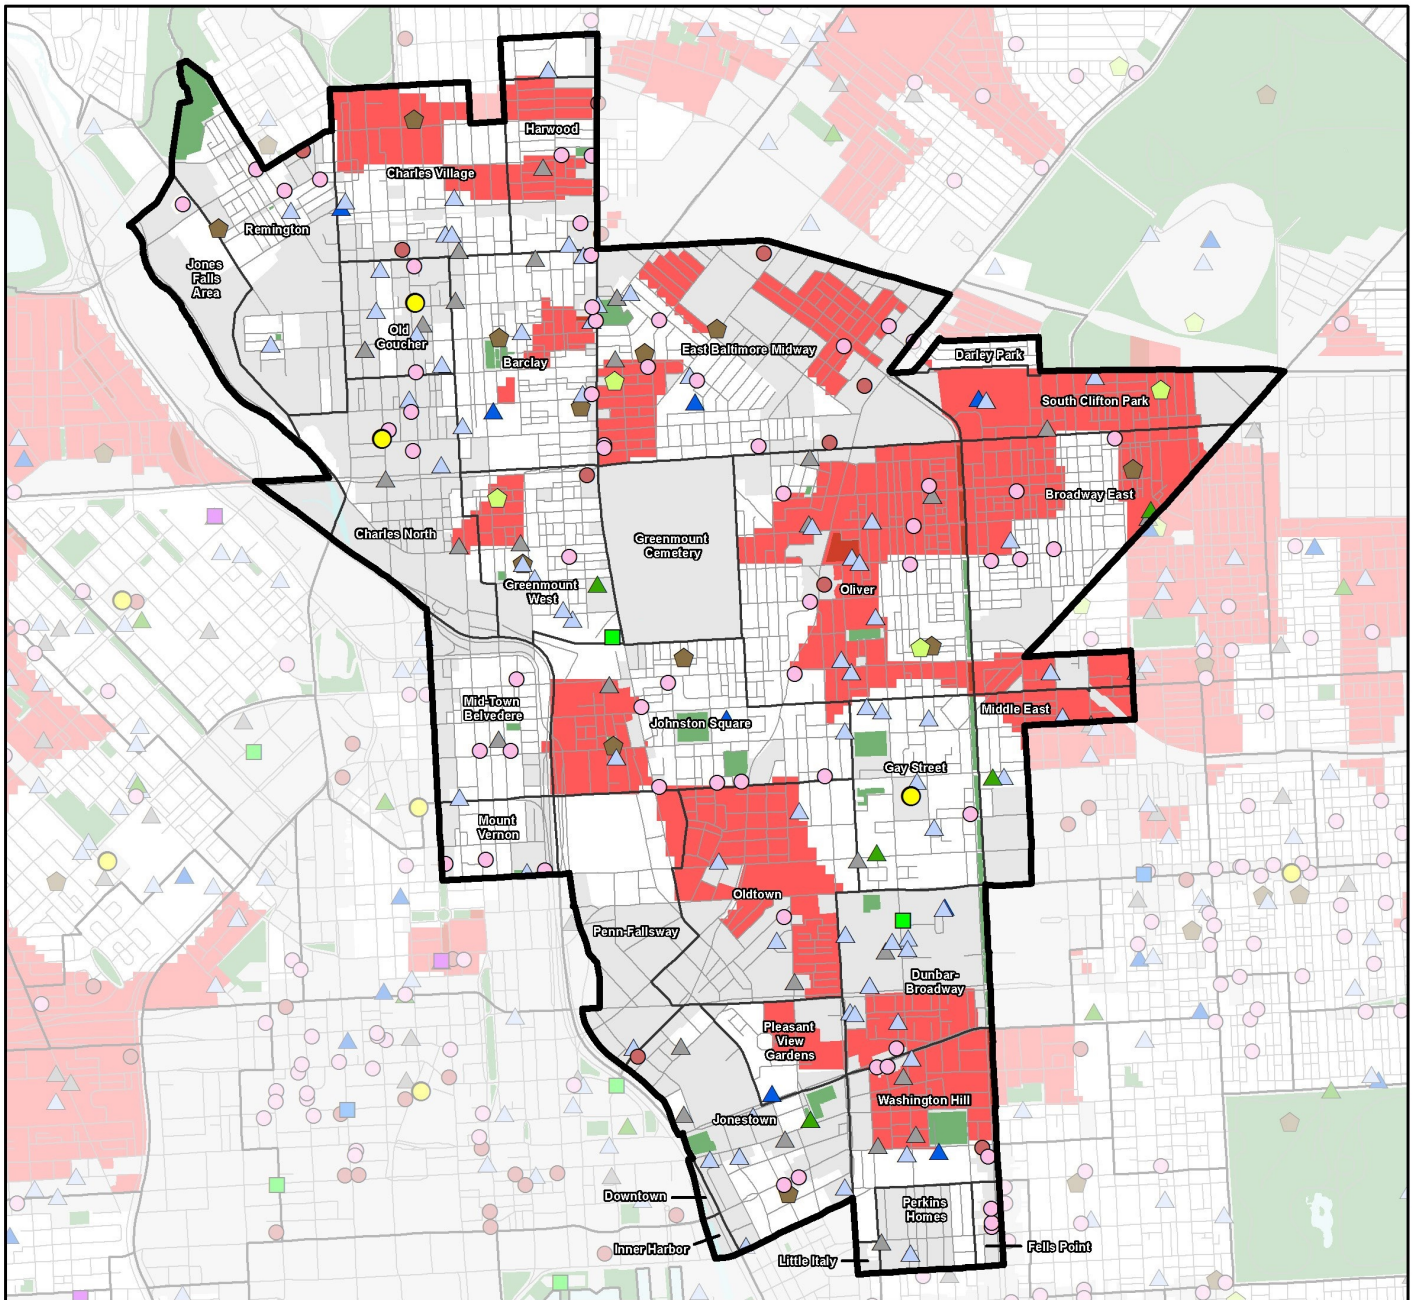 Harwood
Charles Village
Remington
Jones
Falls
Area
Old
Goucher
Barclay
East Baltimore Midway
Darley Park
South Clifton Park
Broadway East
Charles North
Greenmount
Cemetery
Greenmount
West
Oliver
Mid-Town
Belvedere
Johnston Square
Middle East
Gay Street
Mount
Vernon
Oldtown
Penn-Fallsway
Dunbar-
Broadway
Pleasant
View
Gardens
Washington Hill
Jonestown
Downtown
Perkins
Homes
Inner Harbor
Little Italy
Fells Point